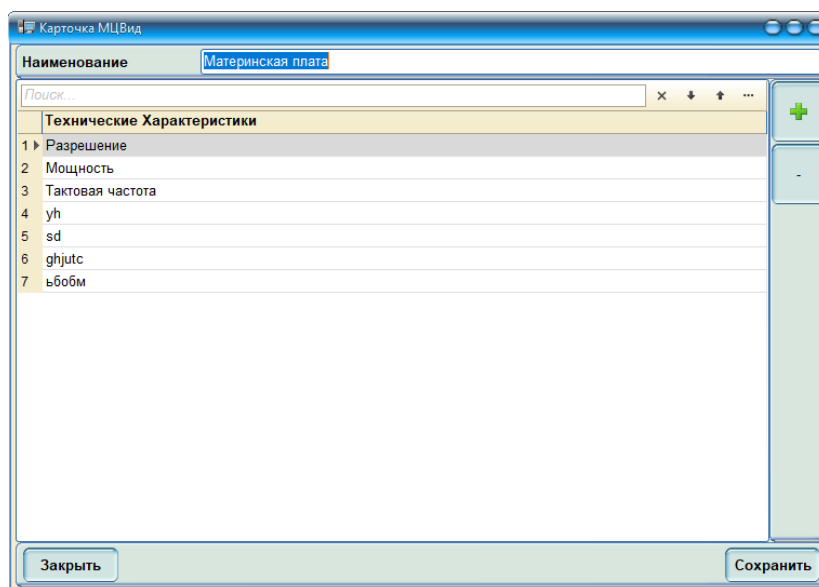 Карточка МЦВид
Наименование Материнская плата
Поиск...
Технические Характеристики
1 Разрешение
2 Мощность
3 Тактовая частота
4 yh
5 sd
6 ghjutc
7 ьбобм
-
Закрыть Сохранить